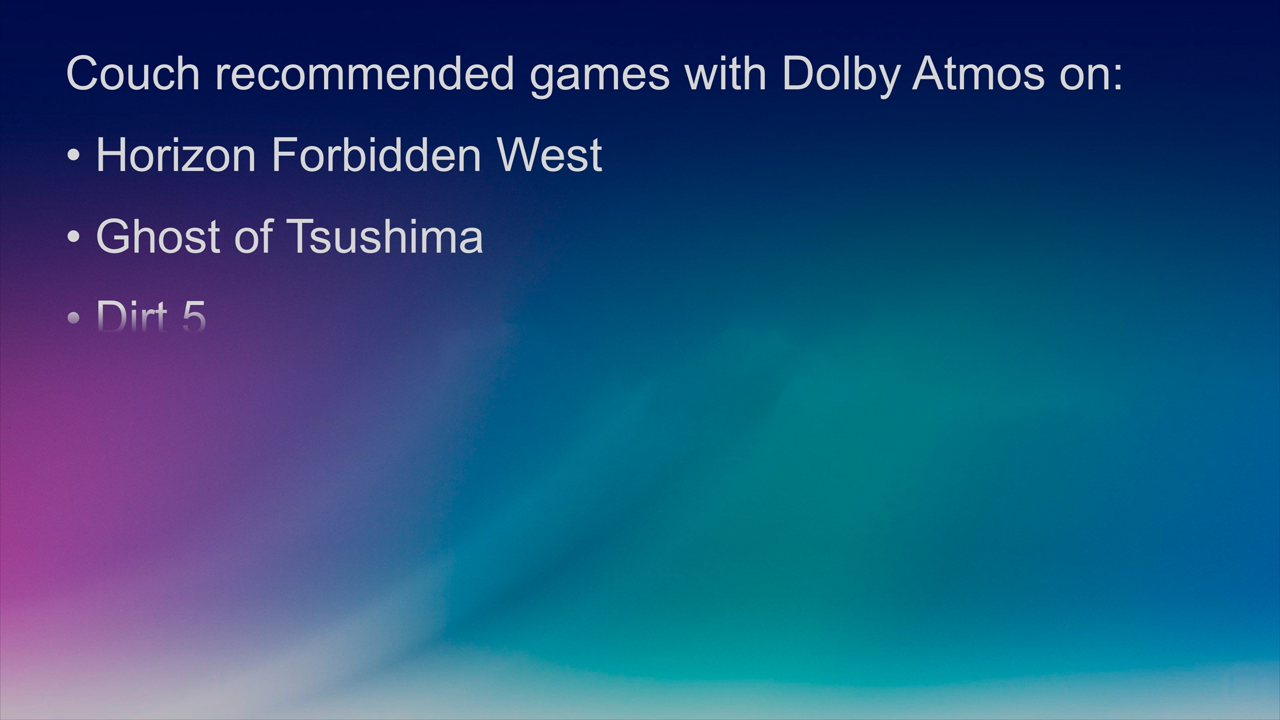 Couch recommended games with Dolby Atmos on:
• Horizon Forbidden West
• Ghost of Tsushima
• Dirt 5